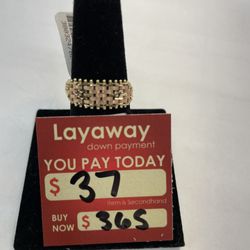 Layaway
down payment
YOU PAY TODAY
$ 37
Item is Secondhand
BUY
NOW $ 365